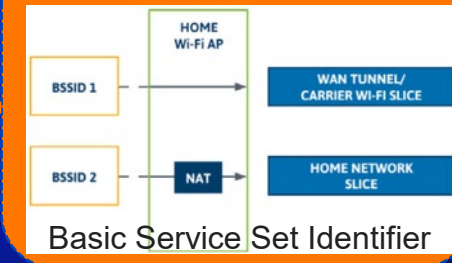 HOME
Wi-Fi AP
BSSID 1
WAN TUNNEL/
CARRIER WI-FI SLICE
BSSID 2
NAT
HOME NETWORK
SLICE
Basic Service Set Identifier